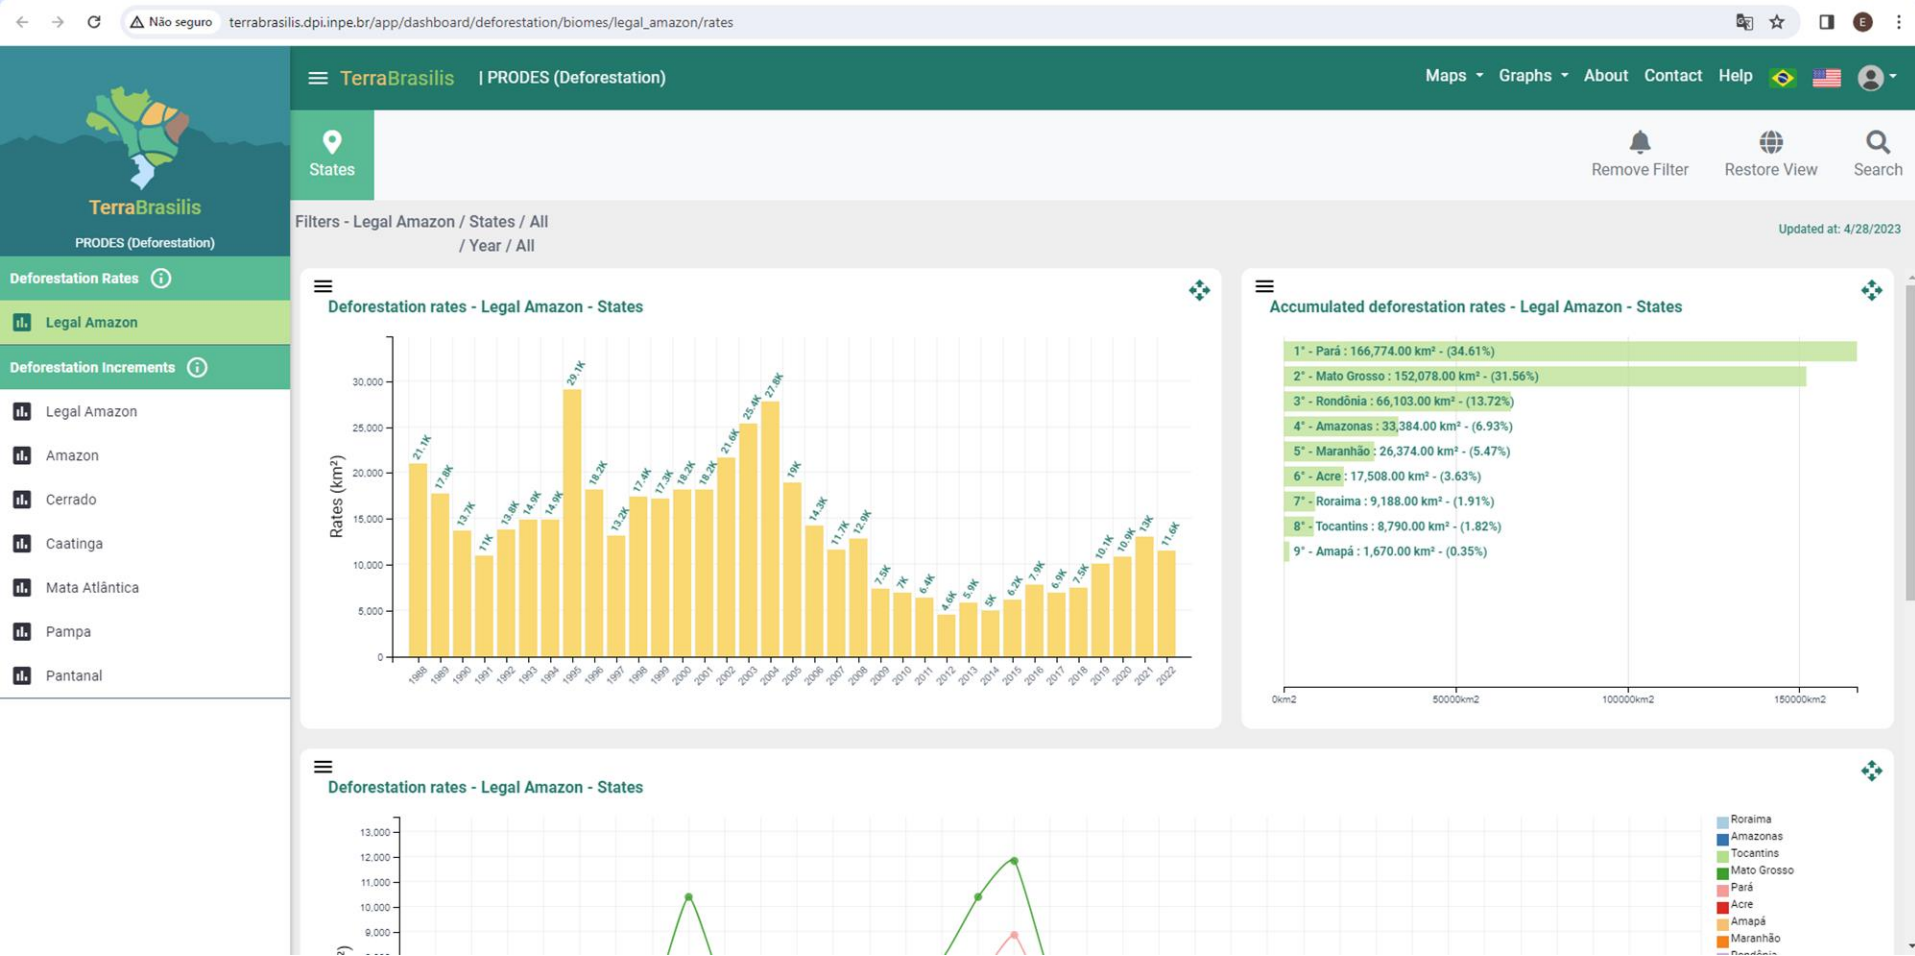 Não seguro terrabrasilis.dpi.inpe.br/app/dashboard/deforestation/biomes/legal_amazon/rates E
TerraBrasilis | PRODES (Deforestation) Maps Graphs About Contact Help
States Remove Filter Restore View Search
TerraBrasilis
PRODES (Deforestation)
Deforestation Rates
Legal Amazon
Deforestation Increments
Legal Amazon
Amazon
Cerrado
Caatinga
Mata Atlântica
Pampa
Pantanal
Filters - Legal Amazon / States / All
/ Year / All
Updated at: 4/28/2023
Deforestation rates - Legal Amazon - States
Rates (km²)
30,000
25,000
20,000
15,000
10,000
5,000
0
21.1K 17.8K 13.7K 11K 13.8K 14.9K 14.9K 29.1K 18.2K 13.2K 17.4K 17.3K 18.2K 18.2K 21.6K 25.4K 27.8K 19K 14.3K 11.7K 12.9K 7.5K 7K 6.4K 4.6K 5.9K 5K 6.2K 7.9K 6.9K 7.5K 10.1K 10.9K 13K 11.6K
1988 1989 1990 1991 1992 1993 1994 1995 1996 1997 1998 1999 2000 2001 2002 2003 2004 2005 2006 2007 2008 2009 2010 2011 2012 2013 2014 2015 2016 2017 2018 2019 2020 2021 2022
Accumulated deforestation rates - Legal Amazon - States
1° - Pará : 166,774.00 km² - (34.61%)
2° - Mato Grosso : 152,078.00 km² - (31.56%)
3° - Rondônia : 66,103.00 km² - (13.72%)
4° - Amazonas : 33,384.00 km² - (6.93%)
5° - Maranhão : 26,374.00 km² - (5.47%)
6° - Acre : 17,508.00 km² - (3.63%)
7° - Roraima : 9,188.00 km² - (1.91%)
8° - Tocantins : 8,790.00 km² - (1.82%)
9° - Amapá : 1,670.00 km² - (0.35%)
0km2 50000km2 100000km2 150000km2
Deforestation rates - Legal Amazon - States
13,000
12,000
11,000
10,000
9,000
Roraima
Amazonas
Tocantins
Mato Grosso
Pará
Acre
Amapá
Maranhão